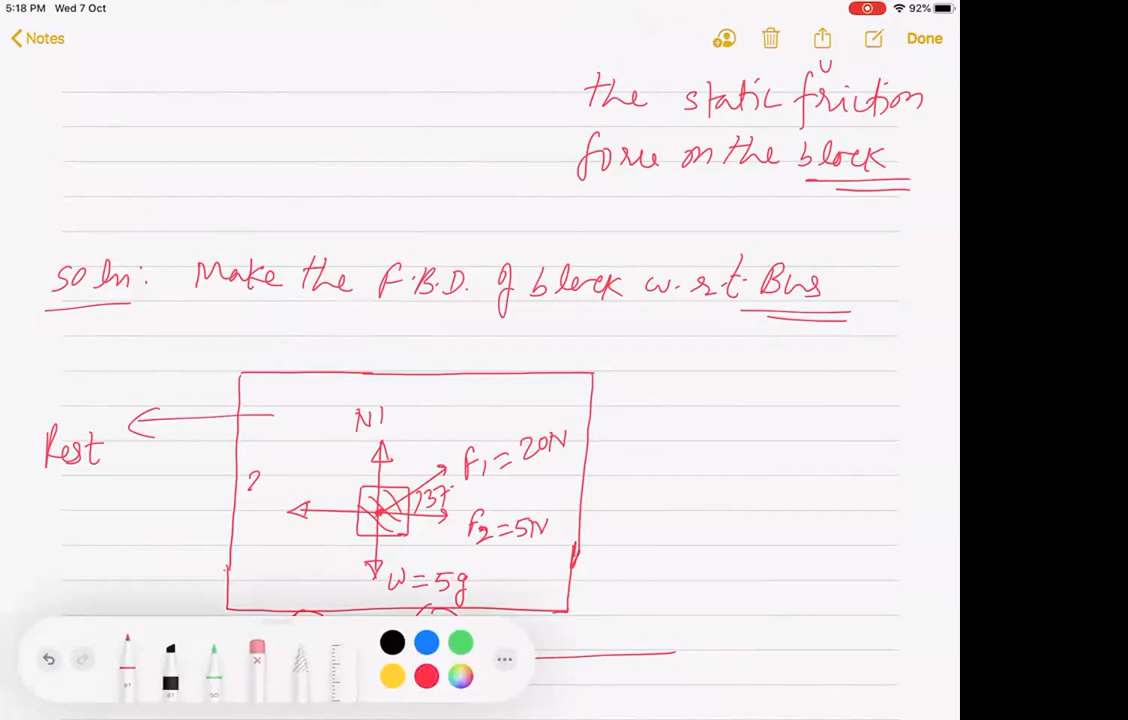 5:18 PM Wed 7 Oct
92%
Notes
Done
the static friction
force on the block
Soln: Make the F.B.D. of block w.r.t. Bus
N1
Rest
F1 = 20N
?
37°
F2 = 5N
W = 5g